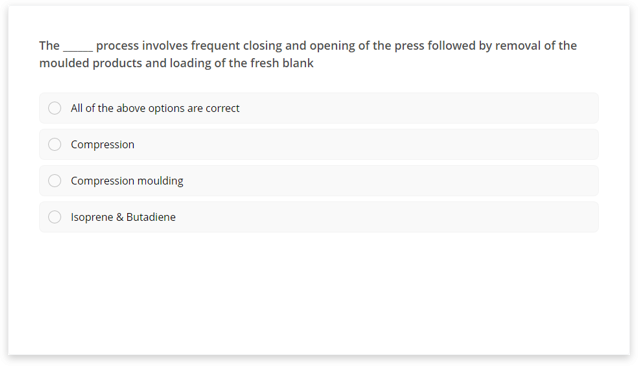 The _____ process involves frequent closing and opening of the press followed by removal of the
moulded products and loading of the fresh blank
All of the above options are correct
Compression
Compression moulding
Isoprene & Butadiene